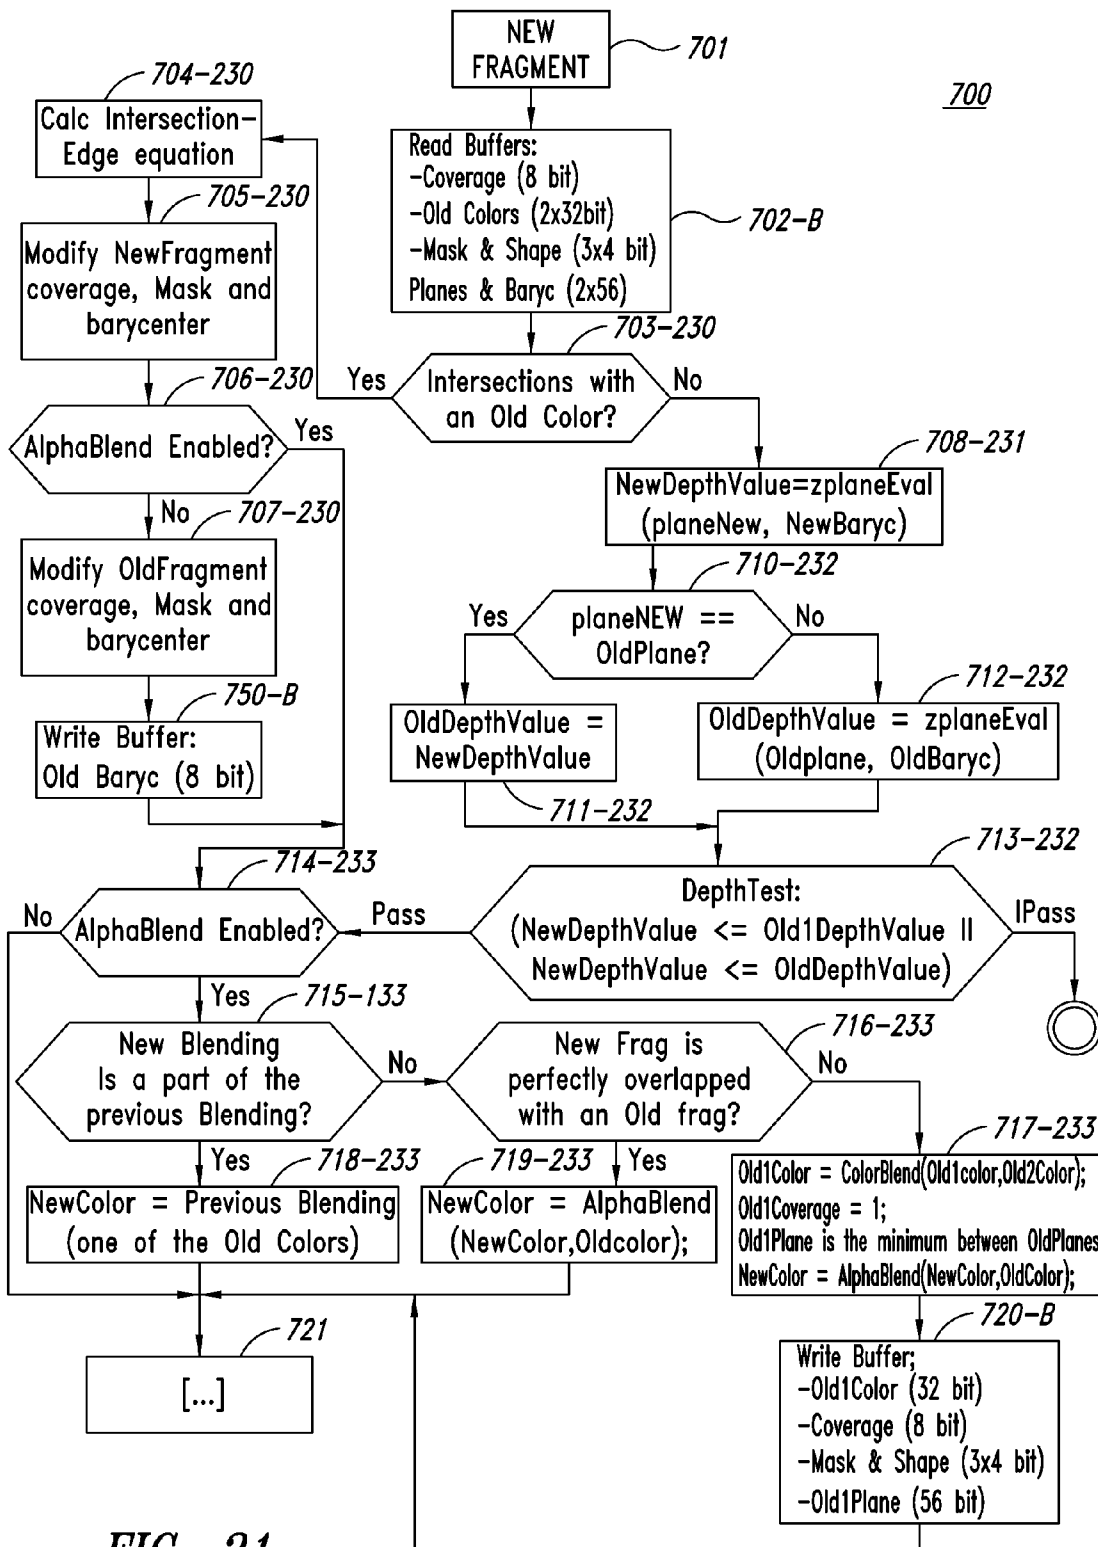 NEW
FRAGMENT
701
700
704-230
Calc Intersection-
Edge equation
Read Buffers:
-Coverage (8 bit)
-Old Colors (2x32bit)
-Mask & Shape (3x4 bit)
Planes & Baryc (2x56)
702-B
705-230
Modify NewFragment
coverage, Mask and
barycenter
703-230
Yes
Intersections with
an Old Color?
No
706-230
AlphaBlend Enabled?
Yes
No
708-231
NewDepthValue=zplaneEval
(planeNew, NewBaryc)
707-230
Modify OldFragment
coverage, Mask and
barycenter
710-232
Yes
planeNEW ==
OldPlane?
No
750-B
Write Buffer:
Old Baryc (8 bit)
OldDepthValue =
NewDepthValue
711-232
712-232
OldDepthValue = zplaneEval
(Oldplane, OldBaryc)
714-233
No
AlphaBlend Enabled?
Yes
Pass
713-232
DepthTest:
(NewDepthValue <= Old1DepthValue ||
NewDepthValue <= OldDepthValue)
IPass
715-133
New Blending
Is a part of the
previous Blending?
No
Yes
716-233
New Frag is
perfectly overlapped
with an Old frag?
No
Yes
718-233
NewColor = Previous Blending
(one of the Old Colors)
719-233
NewColor = AlphaBlend
(NewColor,Oldcolor);
717-233
Old1Color = ColorBlend(Old1color,Old2Color);
Old1Coverage = 1;
Old1Plane is the minimum between OldPlanes
NewColor = AlphaBlend(NewColor,OldColor);
721
[...]
720-B
Write Buffer;
-Old1Color (32 bit)
-Coverage (8 bit)
-Mask & Shape (3x4 bit)
-Old1Plane (56 bit)
FIG. 21